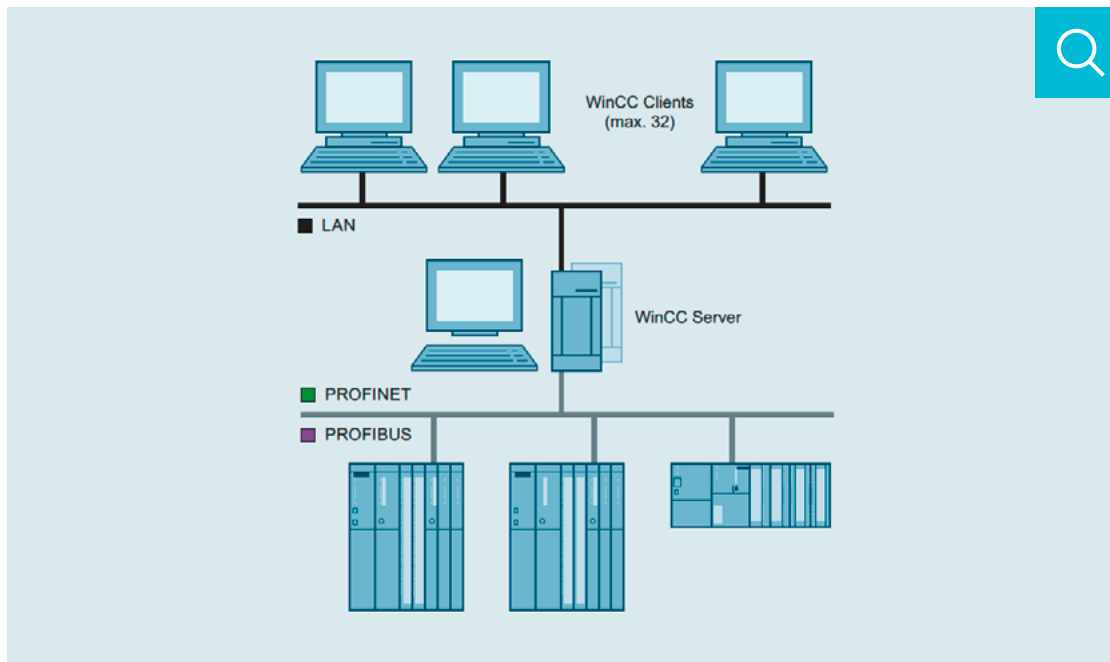 WinCC Clients
(max. 32)
LAN
WinCC Server
PROFINET
PROFIBUS